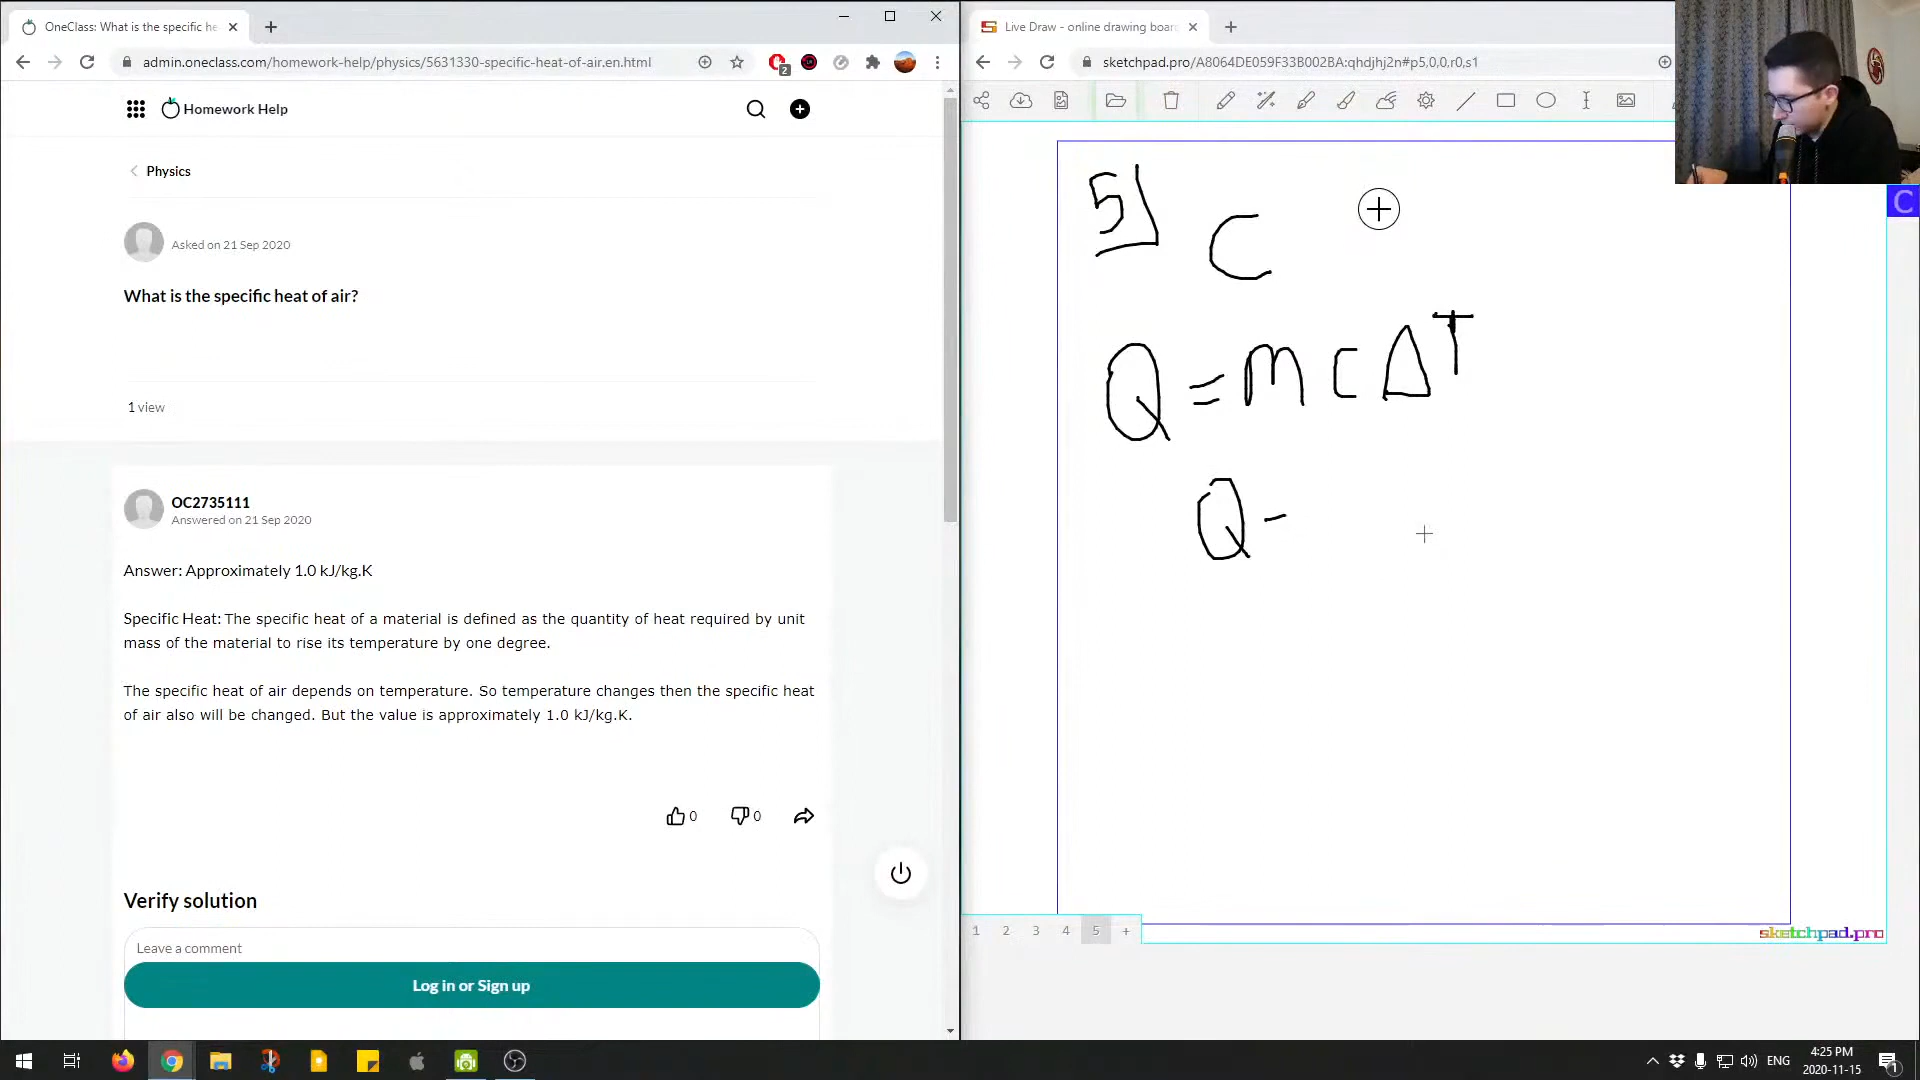 OneClass: What is the specific he
admin.oneclass.com/homework-help/physics/5631330-specific-heat-of-air.en.html
2
Homework Help
Physics
Asked on 21 Sep 2020
What is the specific heat of air?
1 view
OC2735111
Answered on 21 Sep 2020
Answer: Approximately 1.0 kJ/kg.K
Specific Heat: The specific heat of a material is defined as the quantity of heat required by unit
mass of the material to rise its temperature by one degree.
The specific heat of air depends on temperature. So temperature changes then the specific heat
of air also will be changed. But the value is approximately 1.0 kJ/kg.K.
0 0
Verify solution
Leave a comment
Log in or Sign up
Live Draw - online drawing boar
sketchpad.pro/A8064DE059F33B002BA:qhdjhj2n#p5,0,0,r0,s1
C
5
C
Q = mcΔT
Q -
1 2 3 4 5 +
sketchpad.pro
ENG
4:25 PM
2020-11-15
1